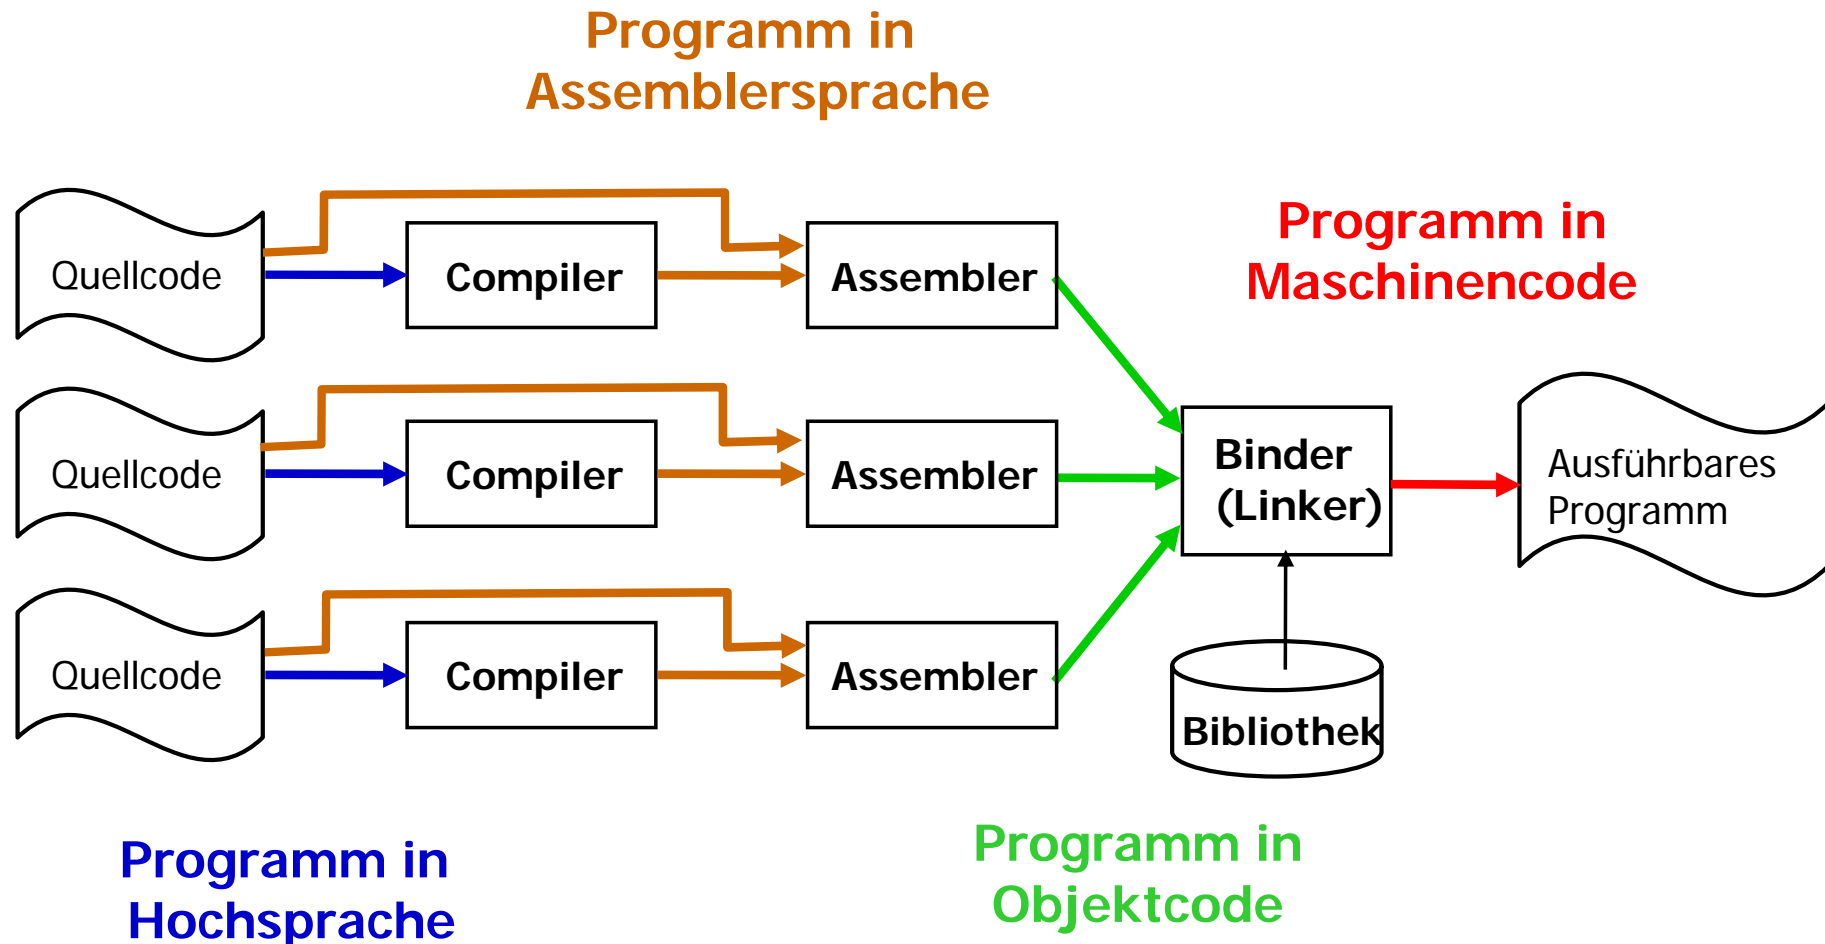 Programm in
Assemblersprache
Programm in
Maschinencode
Quellcode
Compiler
Assembler
Quellcode
Compiler
Assembler
Binder
(Linker)
Ausführbares
Programm
Quellcode
Compiler
Assembler
Bibliothek
Programm in
Hochsprache
Programm in
Objektcode